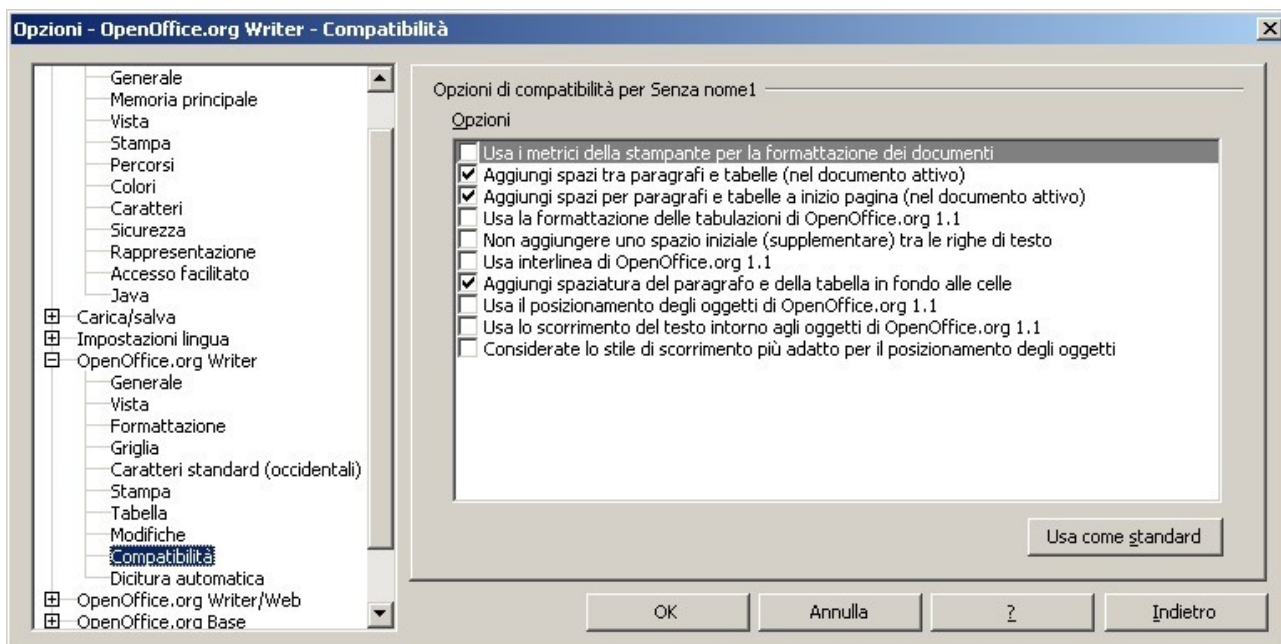 Opzioni - OpenOffice.org Writer - Compatibilità
Generale
Memoria principale
Vista
Stampa
Percorsi
Colori
Caratteri
Sicurezza
Rappresentazione
Accesso facilitato
Java
Carica/salva
Impostazioni lingua
OpenOffice.org Writer
Generale
Vista
Formattazione
Griglia
Caratteri standard (occidentali)
Stampa
Tabella
Modifiche
Compatibilità
Dicitura automatica
OpenOffice.org Writer/Web
OpenOffice.org Base
Opzioni di compatibilità per Senza nome1
Opzioni
Usa i metrici della stampante per la formattazione dei documenti
Aggiungi spazi tra paragrafi e tabelle (nel documento attivo)
Aggiungi spazi per paragrafi e tabelle a inizio pagina (nel documento attivo)
Usa la formattazione delle tabulazioni di OpenOffice.org 1.1
Non aggiungere uno spazio iniziale (supplementare) tra le righe di testo
Usa interlinea di OpenOffice.org 1.1
Aggiungi spaziatura del paragrafo e della tabella in fondo alle celle
Usa il posizionamento degli oggetti di OpenOffice.org 1.1
Usa lo scorrimento del testo intorno agli oggetti di OpenOffice.org 1.1
Considerate lo stile di scorrimento più adatto per il posizionamento degli oggetti
Usa come standard
OK
Annulla
?
Indietro